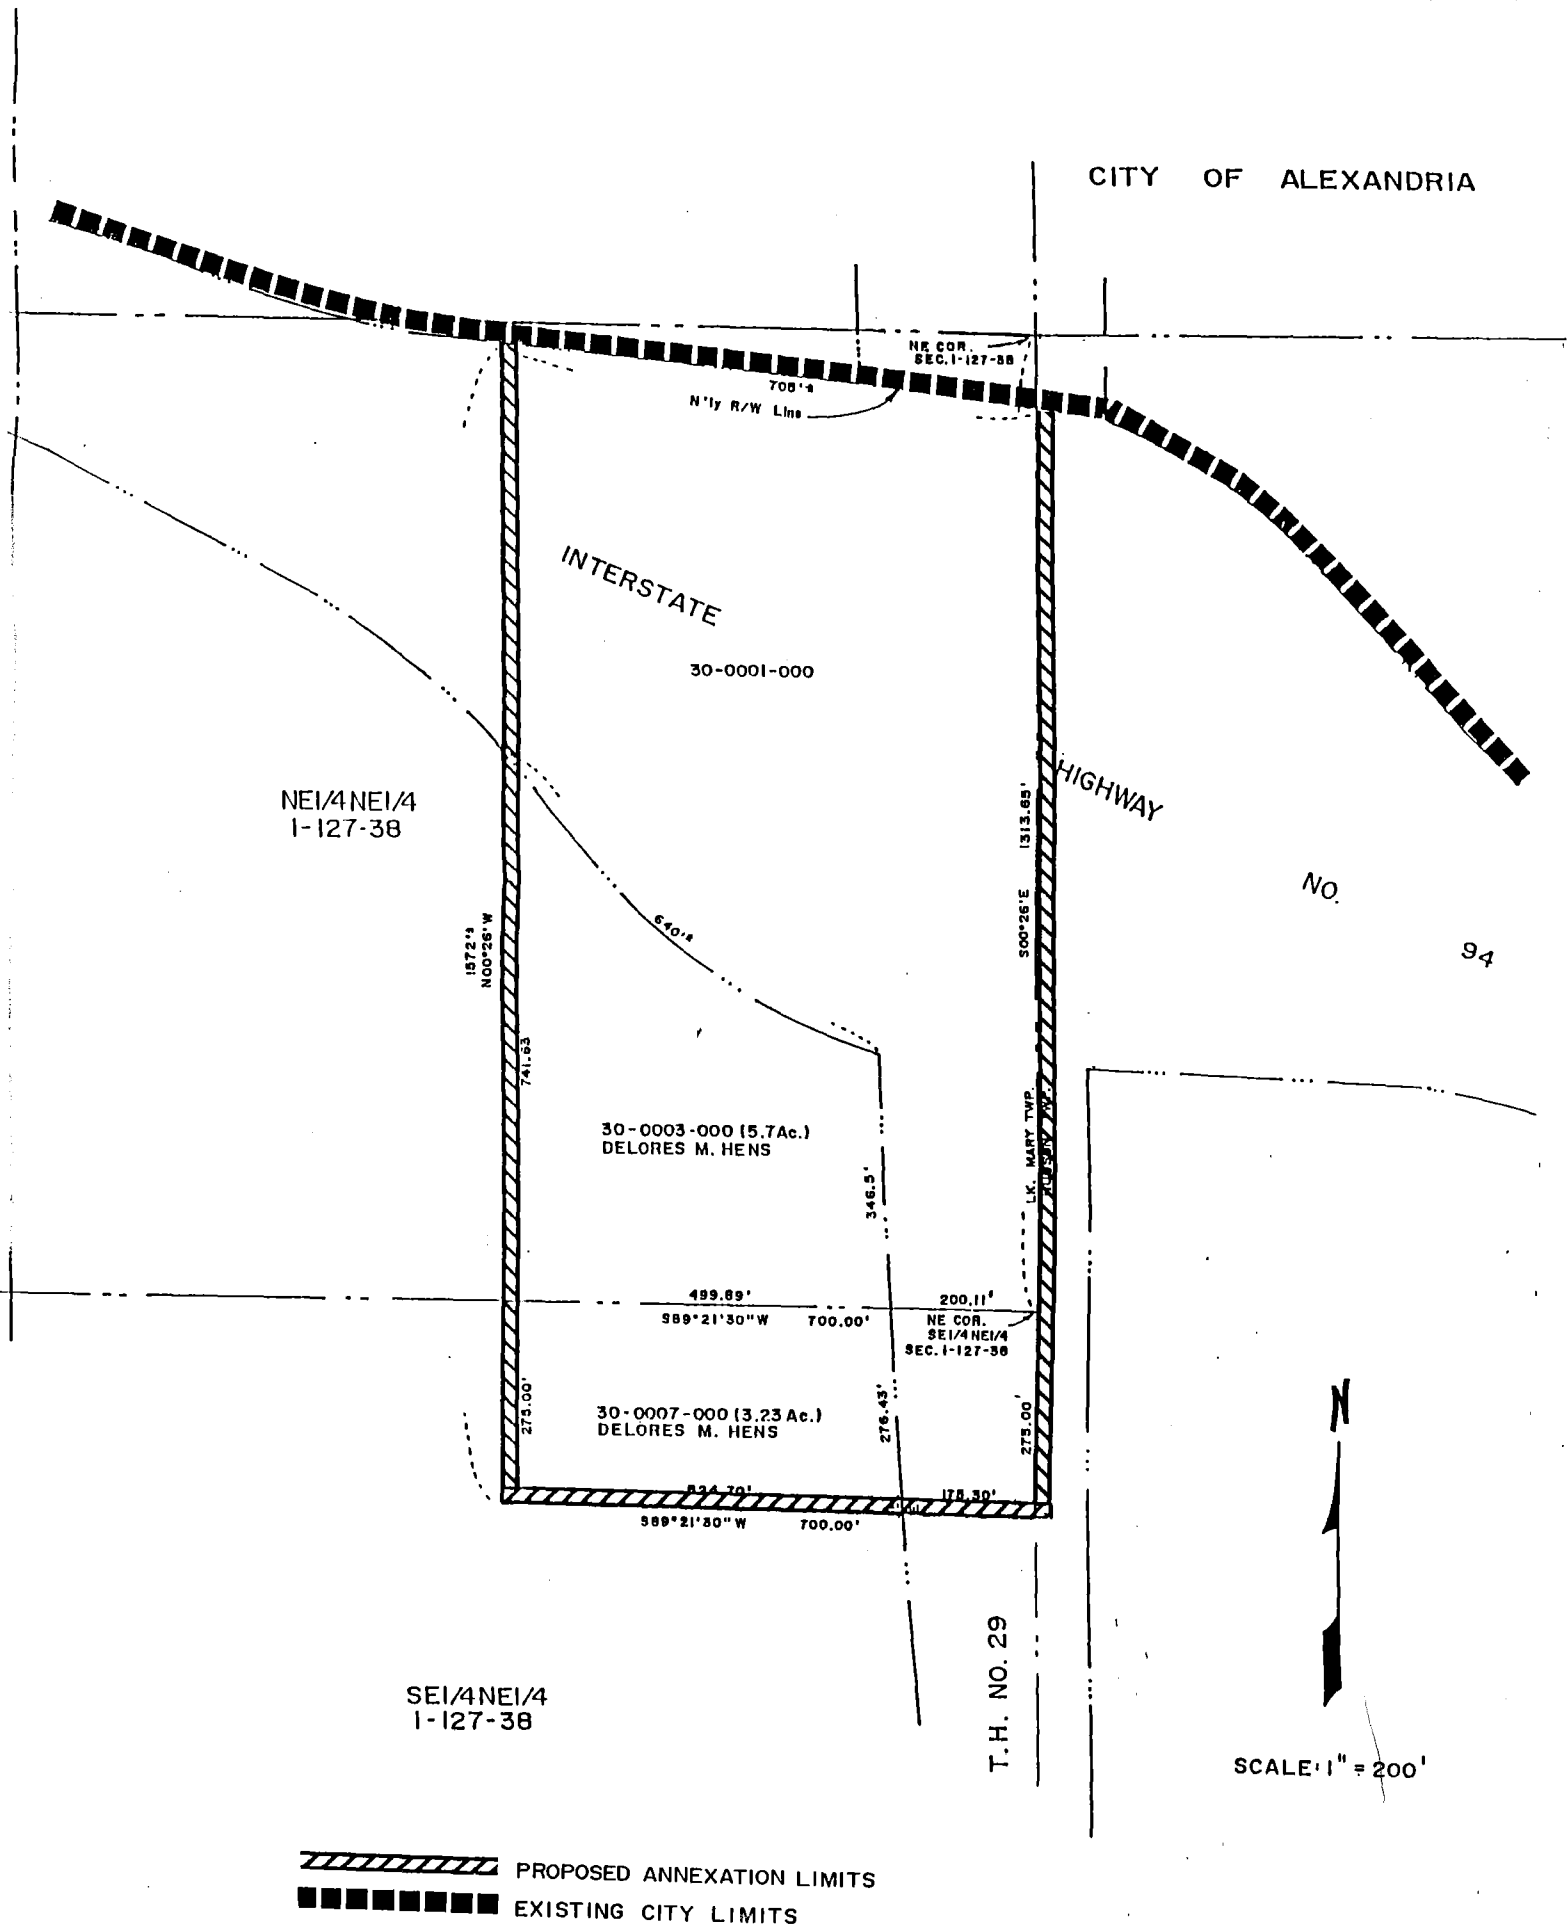 CITY OF ALEXANDRIA
NE COR.
SEC. 1-127-38
N'ly R/W Line
INTERSTATE
30-0001-000
HIGHWAY
NO.
94
NE1/4NE1/4
1-127-38
1313.65'
S00°26'E
640'±
1572'±
N00°26'W
741.63
LK. MARY TWP.
30-0003-000 (5.7Ac.)
DELORES M. HENS
346.5'
499.89'
200.11'
S89°21'30"W 700.00'
NE COR.
SE1/4NE1/4
SEC. 1-127-38
275.00'
30-0007-000 (3.23 Ac.)
DELORES M. HENS
276.43'
275.00'
175.30'
S89°21'30"W 700.00'
N
SE1/4NE1/4
1-127-38
T.H. NO. 29
SCALE: 1" = 200'
PROPOSED ANNEXATION LIMITS
EXISTING CITY LIMITS